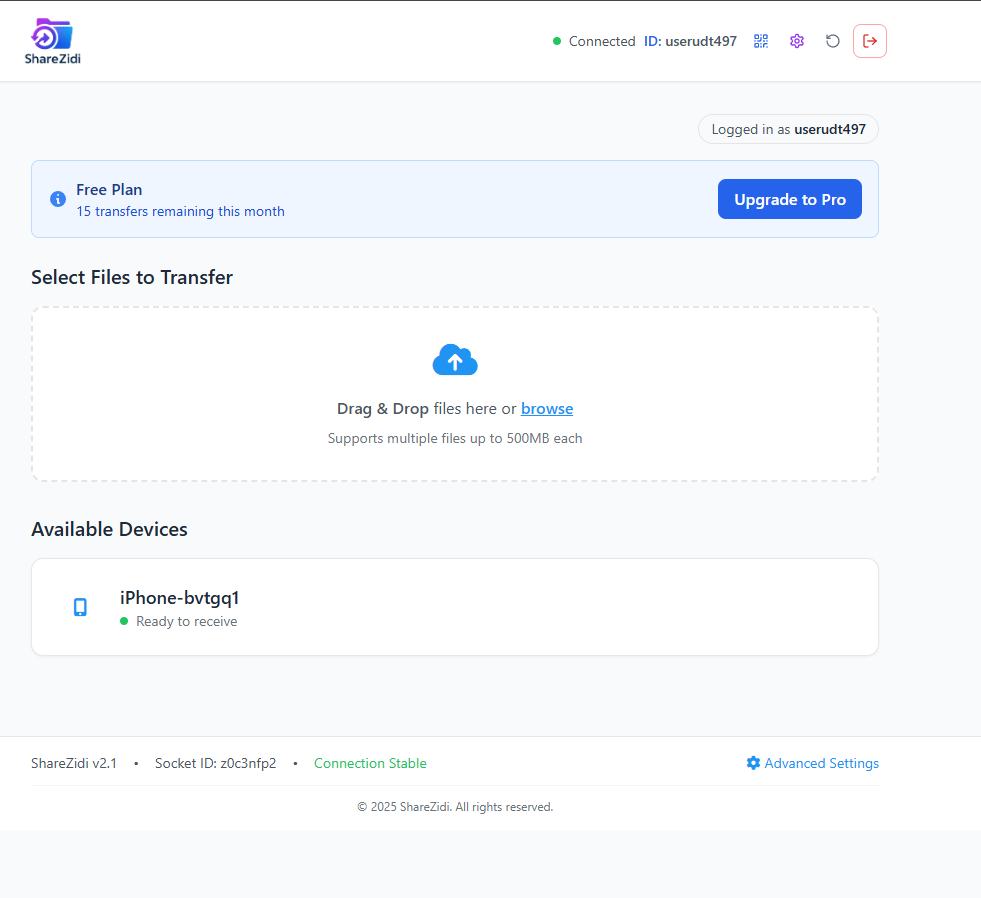 ShareZidi
Connected ID: userudt497
Logged in as userudt497
Free Plan
15 transfers remaining this month
Upgrade to Pro
Select Files to Transfer
Drag & Drop files here or browse
Supports multiple files up to 500MB each
Available Devices
iPhone-bvtgq1
Ready to receive
ShareZidi v2.1 • Socket ID: z0c3nfp2 • Connection Stable
Advanced Settings
© 2025 ShareZidi. All rights reserved.